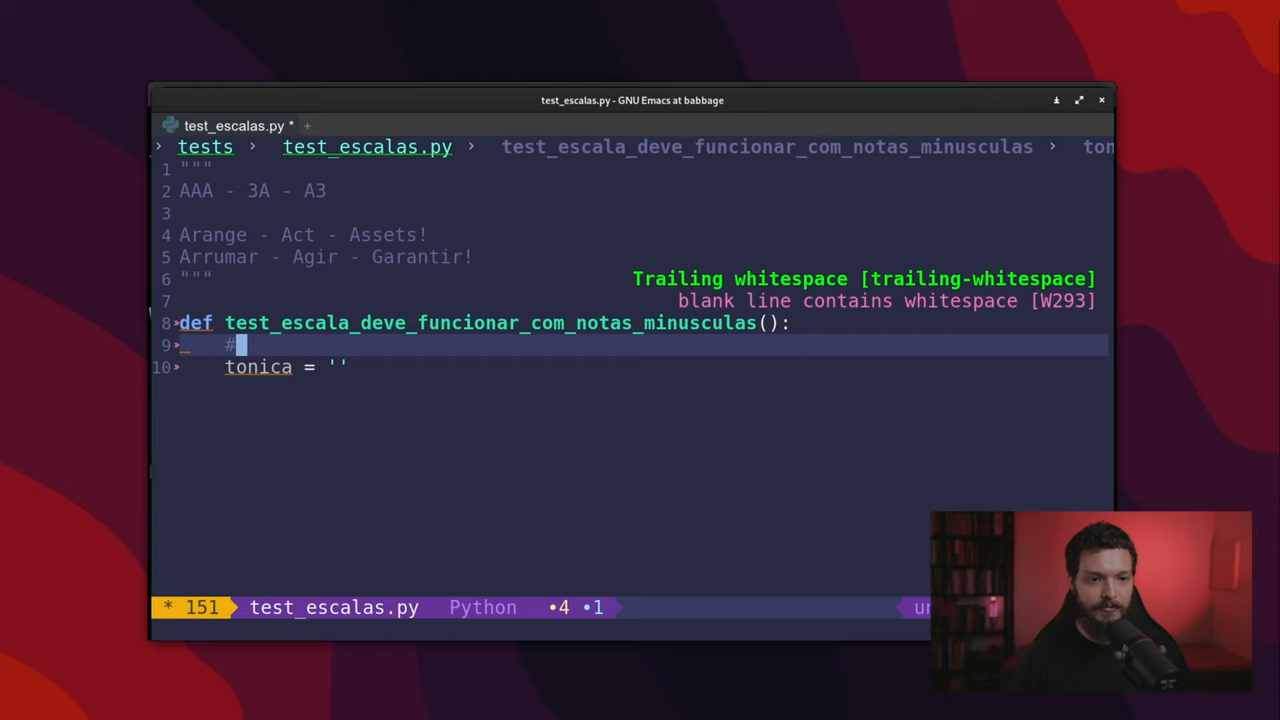 test_escalas.py - GNU Emacs at babbage
test_escalas.py * +
› tests › test_escalas.py › test_escala_deve_funcionar_com_notas_minusculas › ton
1 """
2 AAA - 3A - A3
3
4 Arange - Act - Assets!
5 Arrumar - Agir - Garantir!
6 """
Trailing whitespace [trailing-whitespace]
7
blank line contains whitespace [W293]
8 def test_escala_deve_funcionar_com_notas_minusculas():
9 #
10 tonica = ''
* 151 test_escalas.py Python •4 •1